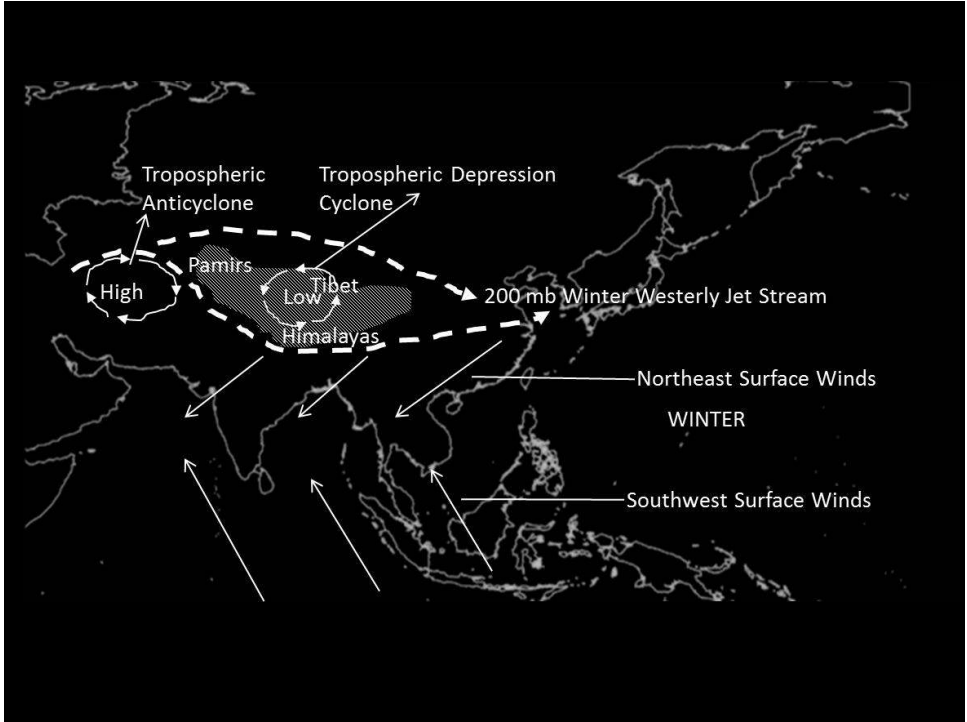 Tropospheric
Anticyclone
Tropospheric Depression
Cyclone
Pamirs
High
Tibet
Low
200 mb Winter Westerly Jet Stream
Himalayas
Northeast Surface Winds
WINTER
Southwest Surface Winds